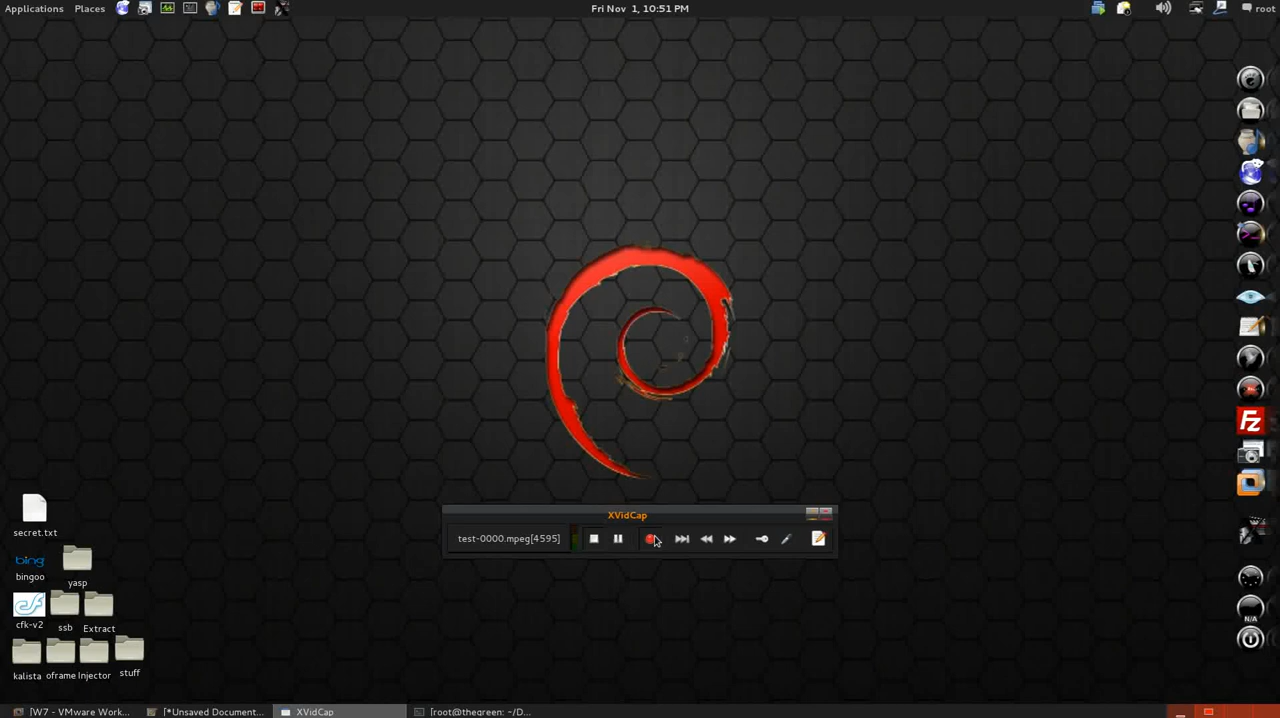 Applications Places
Fri Nov 1, 10:51 PM
root
XVidCap
test-0000.mpeg[4595]
secret.txt
bing
bingoo
yasp
cfk-v2
ssb
Extract
kalista
oframe
Injector
stuff
FZ
N/A
[W7 - VMware Work...
[*Unsaved Document...
XVidCap
[root@thegreen: ~/D...